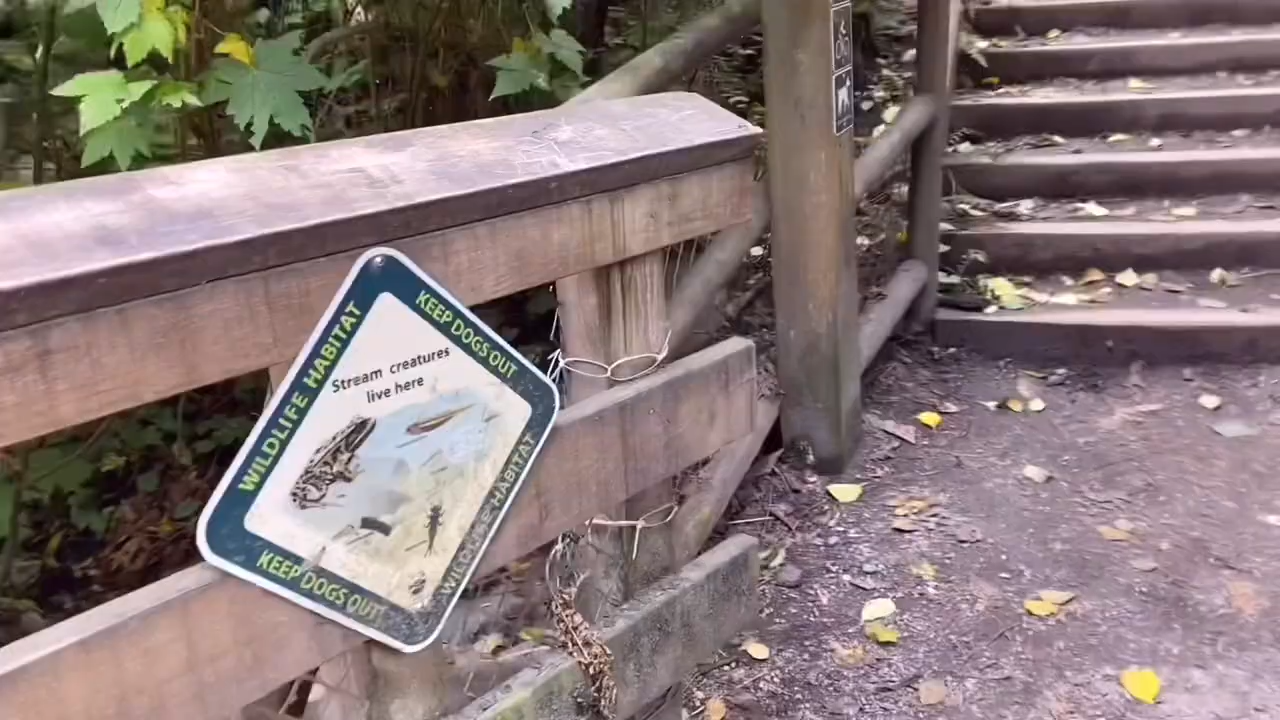 WILDLIFE HABITAT
KEEP DOGS OUT
Stream creatures
live here
WILDLIFE HABITAT
KEEP DOGS OUT!